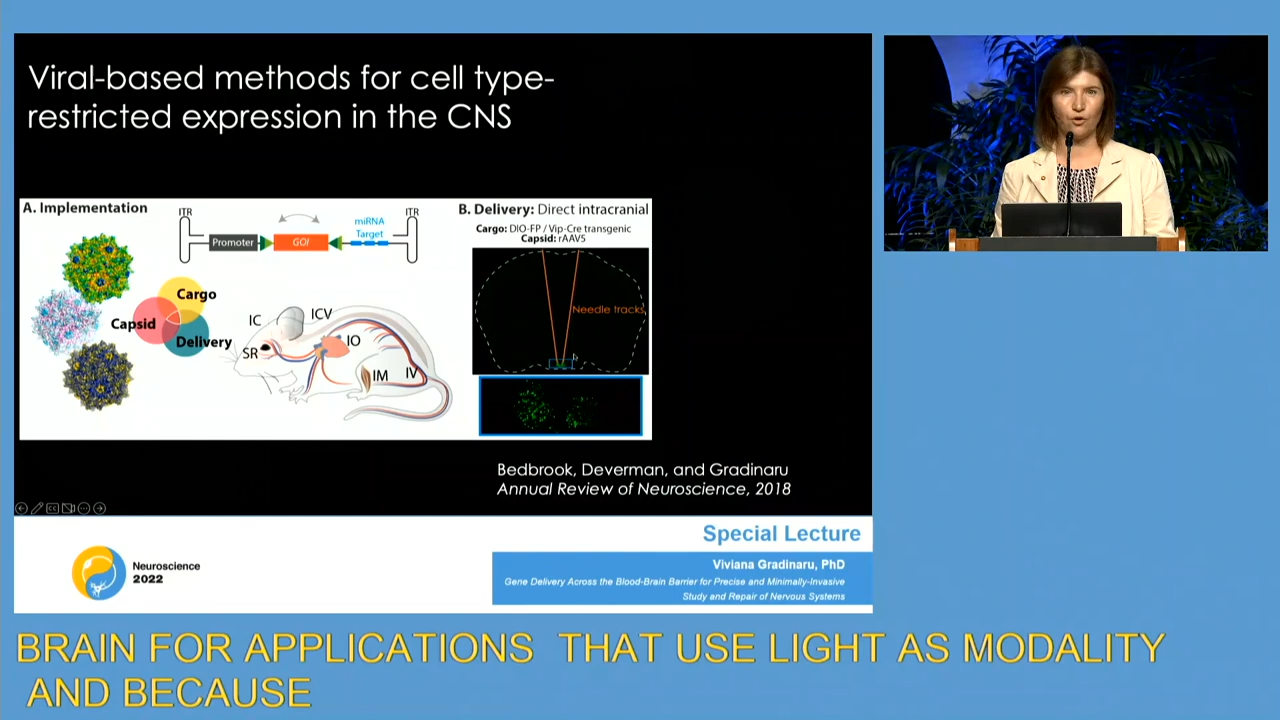 Viral-based methods for cell type-
restricted expression in the CNS
A. Implementation
ITR
ITR
miRNA
Target
Promoter
GOI
Cargo
Capsid
Delivery
IC
ICV
SR
IO
IM
IV
B. Delivery: Direct intracranial
Cargo: DIO-FP / Vip-Cre transgenic
Capsid: rAAV5
Needle tracks
Bedbrook, Deverman, and Gradinaru
Annual Review of Neuroscience, 2018
Special Lecture
Neuroscience
2022
Viviana Gradinaru, PhD
Gene Delivery Across the Blood-Brain Barrier for Precise and Minimally-Invasive
Study and Repair of Nervous Systems
BRAIN FOR APPLICATIONS THAT USE LIGHT AS MODALITY
AND BECAUSE